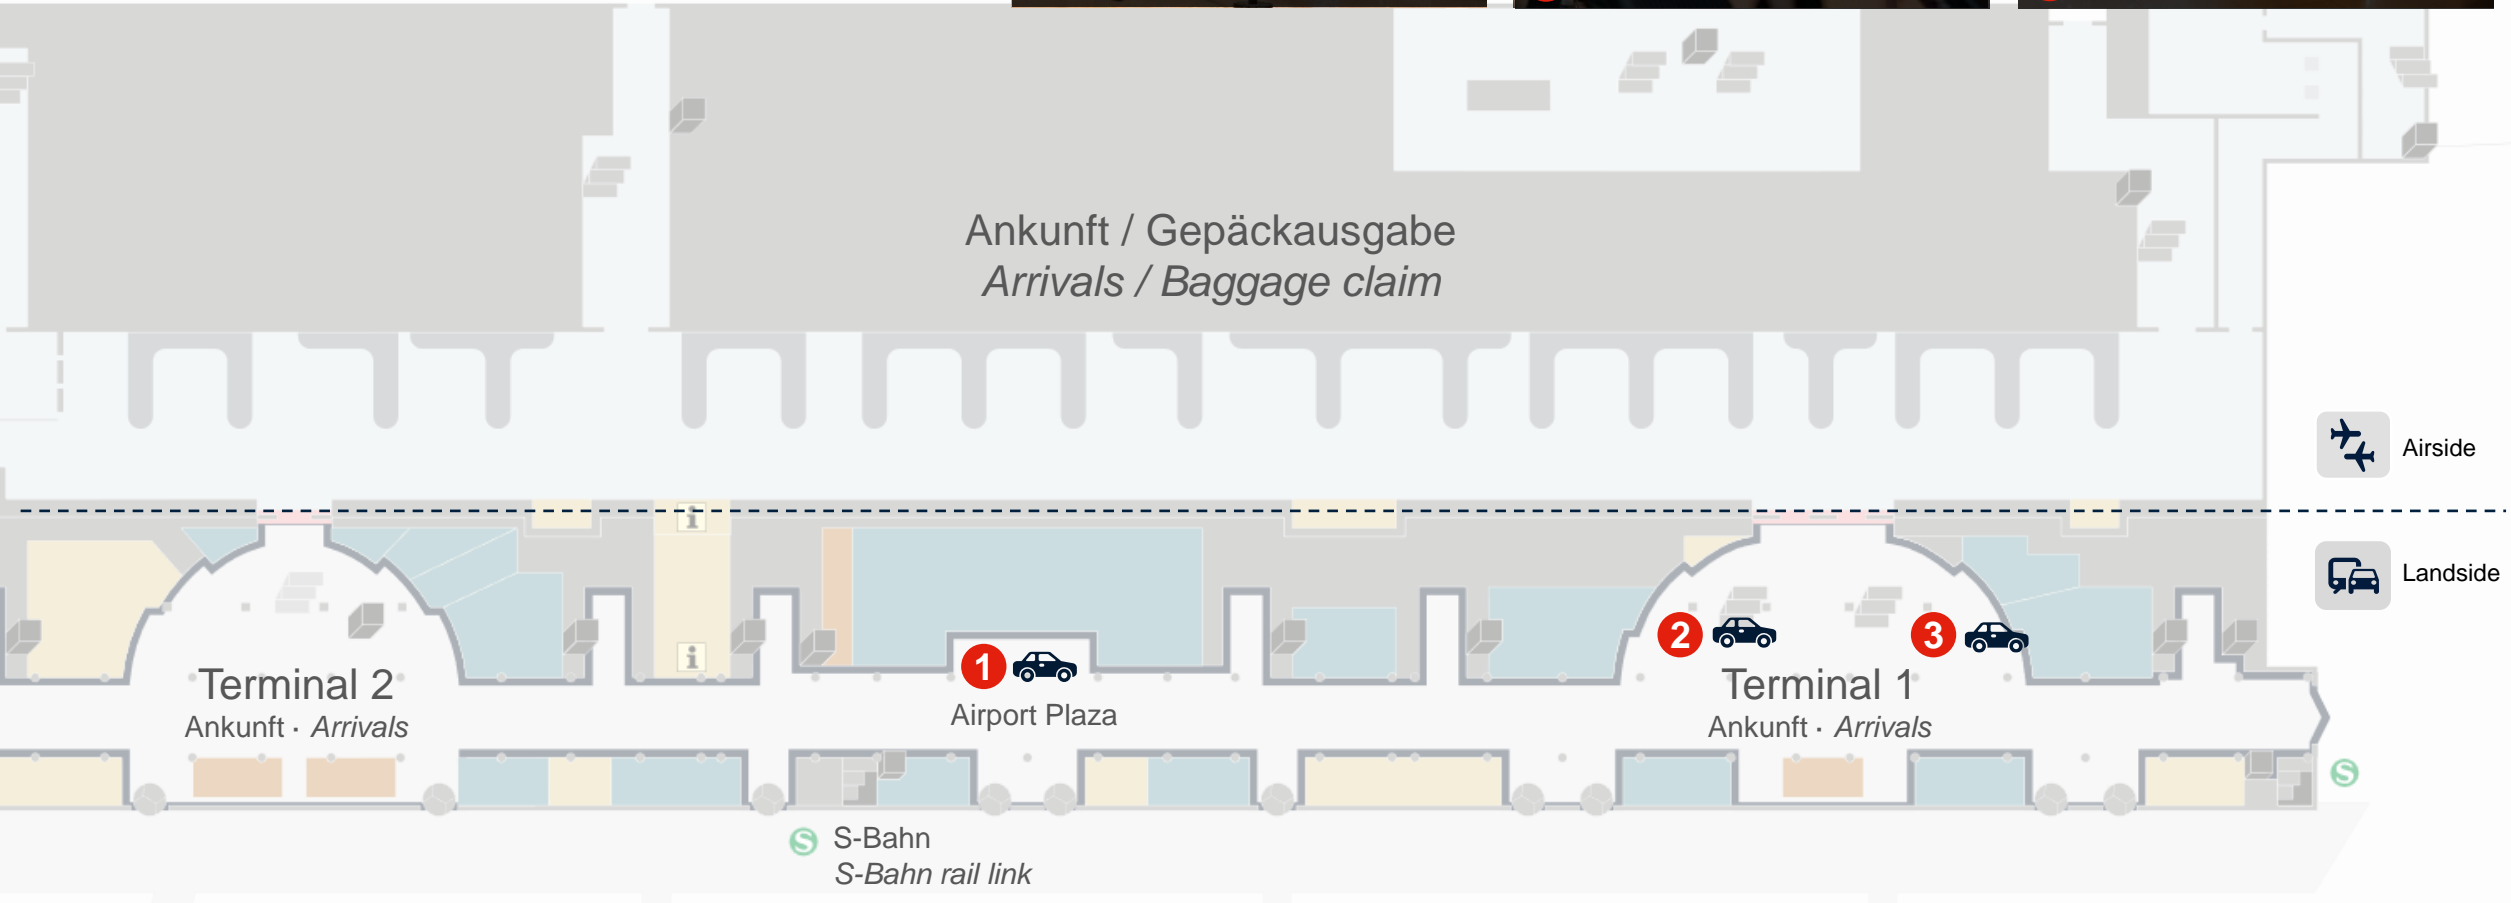 Ankunft / Gepäckausgabe
Arrivals / Baggage claim
Airside
Landside
i
i
1
2
3
Terminal 2
Ankunft · Arrivals
Airport Plaza
Terminal 1
Ankunft · Arrivals
S
S S-Bahn
S-Bahn rail link